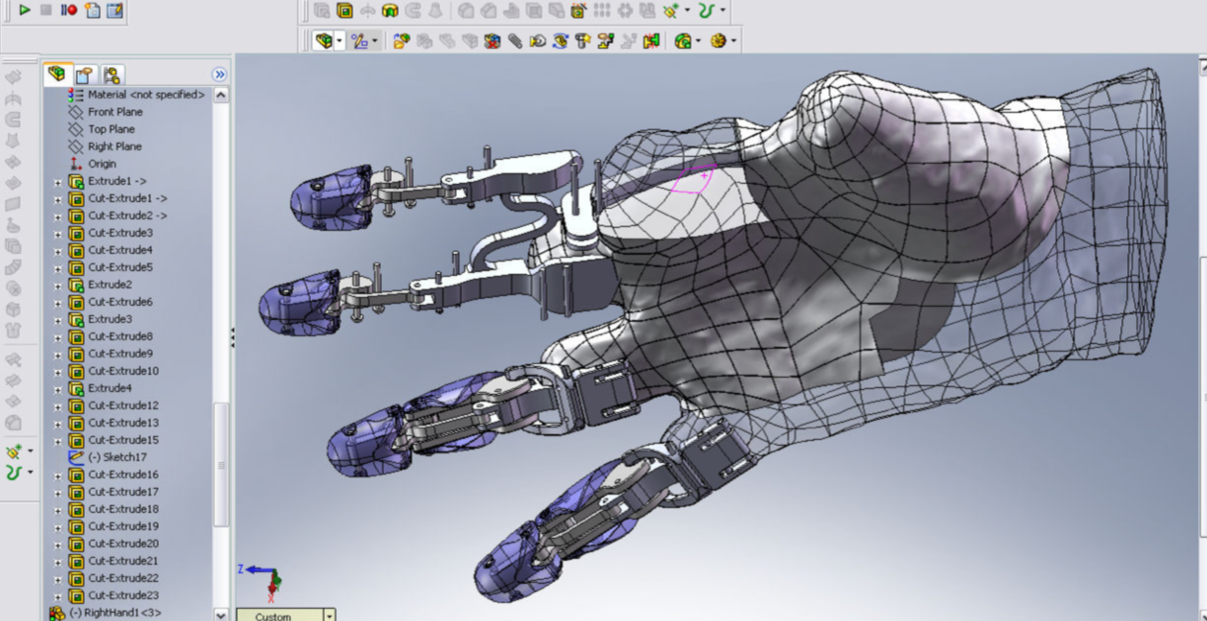 Material <not specified>
Front Plane
Top Plane
Right Plane
Origin
Extrude1 ->
Cut-Extrude1 ->
Cut-Extrude2 ->
Cut-Extrude3
Cut-Extrude4
Cut-Extrude5
Extrude2
Cut-Extrude6
Extrude3
Cut-Extrude8
Cut-Extrude9
Cut-Extrude10
Extrude4
Cut-Extrude12
Cut-Extrude13
Cut-Extrude15
(-) Sketch17
Cut-Extrude16
Cut-Extrude17
Cut-Extrude18
Cut-Extrude19
Cut-Extrude20
Cut-Extrude21
Cut-Extrude22
Cut-Extrude23
(-) RightHand1<3>
Z
X
Custom